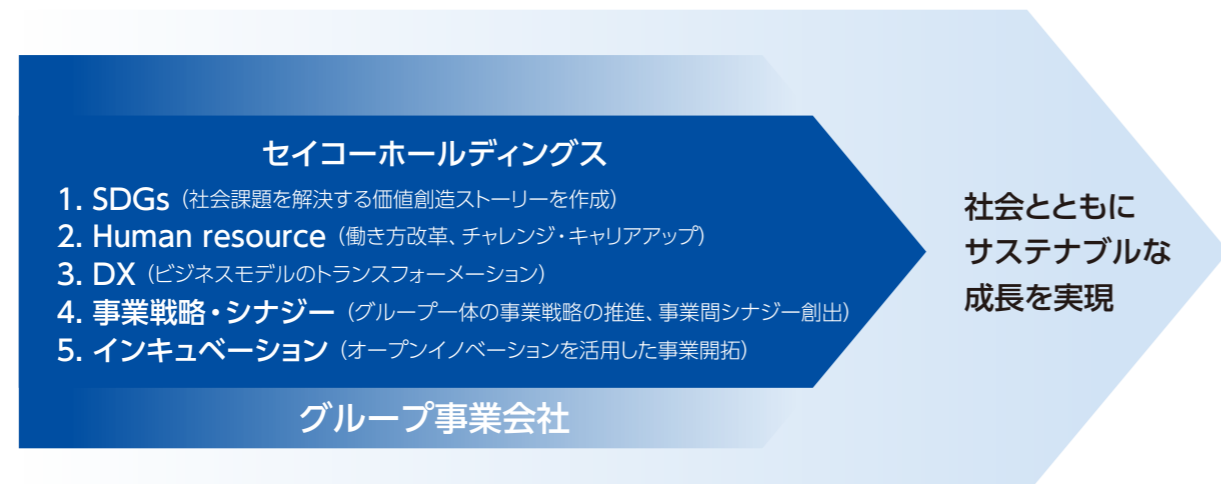 セイコーホールディングス
1. SDGs（社会課題を解決する価値創造ストーリーを作成）
2. Human resource（働き方改革、チャレンジ・キャリアアップ）
3. DX（ビジネスモデルのトランスフォーメーション）
4. 事業戦略・シナジー（グループ一体の事業戦略の推進、事業間シナジー創出）
5. インキュベーション（オープンイノベーションを活用した事業開拓）
グループ事業会社
社会とともに
サステナブルな
成長を実現